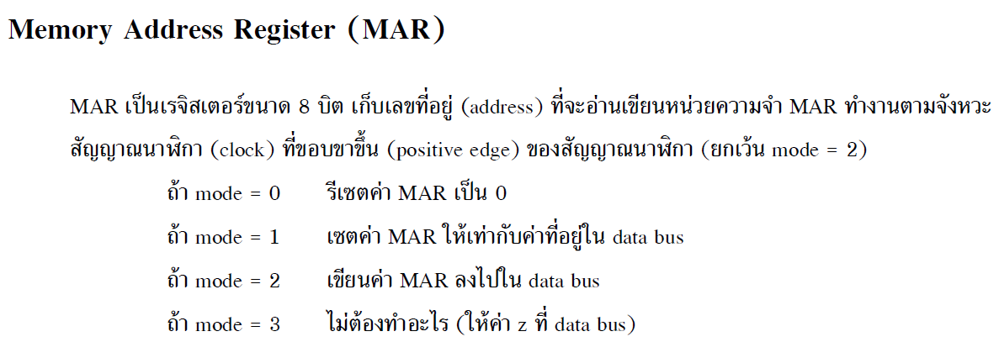 Memory Address Register (MAR)
MAR เป็นเรจิสเตอร์ขนาด 8 บิต เก็บเลขที่อยู่ (address) ที่จะอ่านเขียนหน่วยความจำ MAR ทำงานตามจังหวะ
สัญญาณนาฬิกา (clock) ที่ขอบขาขึ้น (positive edge) ของสัญญาณนาฬิกา (ยกเว้น mode = 2)
ถ้า mode = 0 รีเซตค่า MAR เป็น 0
ถ้า mode = 1 เซตค่า MAR ให้เท่ากับค่าที่อยู่ใน data bus
ถ้า mode = 2 เขียนค่า MAR ลงไปใน data bus
ถ้า mode = 3 ไม่ต้องทำอะไร (ให้ค่า z ที่ data bus)